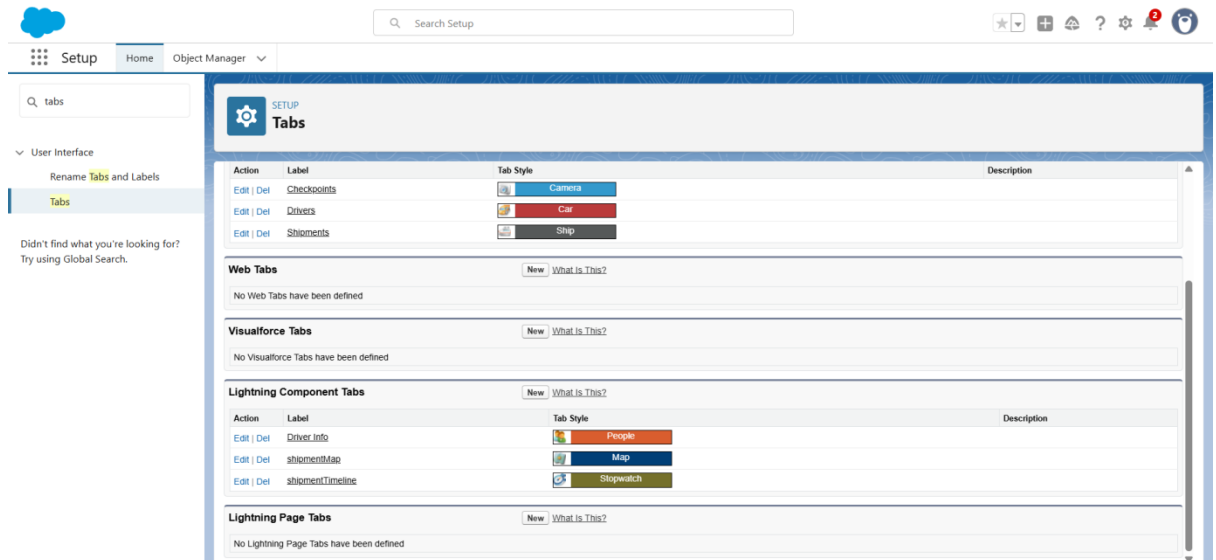 Search Setup
2
Setup Home Object Manager
tabs
User Interface
Rename Tabs and Labels
Tabs
Didn't find what you're looking for?
Try using Global Search.
SETUP
Tabs
Action Label Tab Style Description
Edit | Del Checkpoints Camera
Edit | Del Drivers Car
Edit | Del Shipments Ship
Web Tabs New What Is This?
No Web Tabs have been defined
Visualforce Tabs New What Is This?
No Visualforce Tabs have been defined
Lightning Component Tabs New What Is This?
Action Label Tab Style Description
Edit | Del Driver Info People
Edit | Del shipmentMap Map
Edit | Del shipmentTimeline Stopwatch
Lightning Page Tabs New What Is This?
No Lightning Page Tabs have been defined